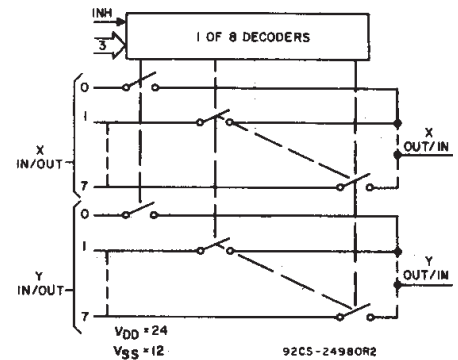 INH
3
1 OF 8 DECODERS
0
1
X
IN/OUT
7
X
OUT/IN
0
1
Y
IN/OUT
7
Y
OUT/IN
VDD = 24
VSS = 12
92CS-24980R2